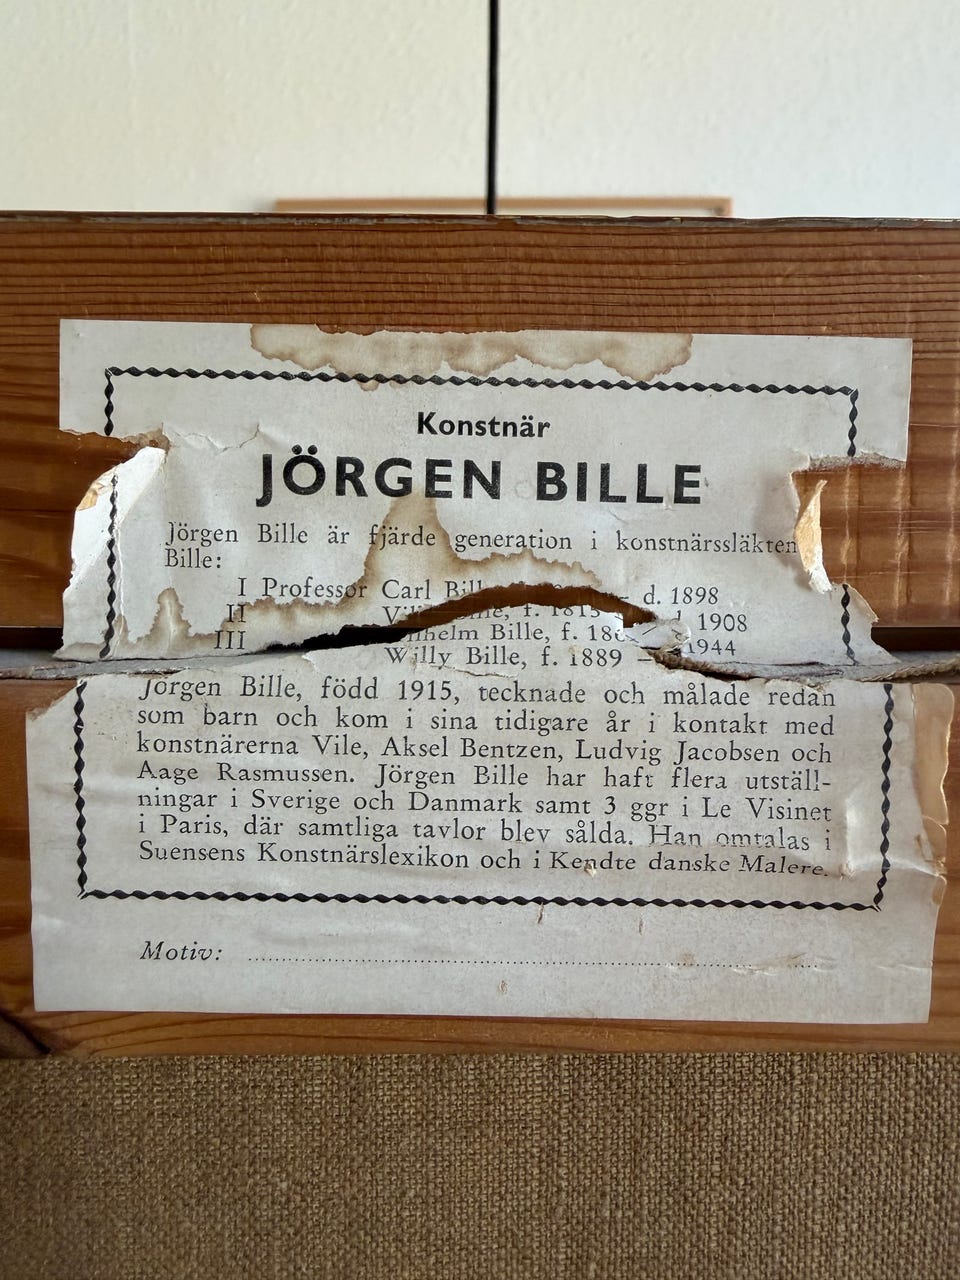 Konstnär
JÖRGEN BILLE
Jörgen Bille är fjärde generation i konstnärssläkten
Bille:
I Professor Carl d. 1898
II f. 1815 1908
III Bille, f.
Willy Bille, f. 1889 — 1944
Jörgen Bille, född 1915, tecknade och målade redan
som barn och kom i sina tidigare år i kontakt med
konstnärerna Vile, Aksel Bentzen, Ludvig Jacobsen och
Aage Rasmussen. Jörgen Bille har haft flera utställ-
ningar i Sverige och Danmark samt 3 ggr i Le Visinet
i Paris, där samtliga tavlor blev sålda. Han omtalas i
Suensens Konstnärslexikon och i Kendte danske Malere.
Motiv: